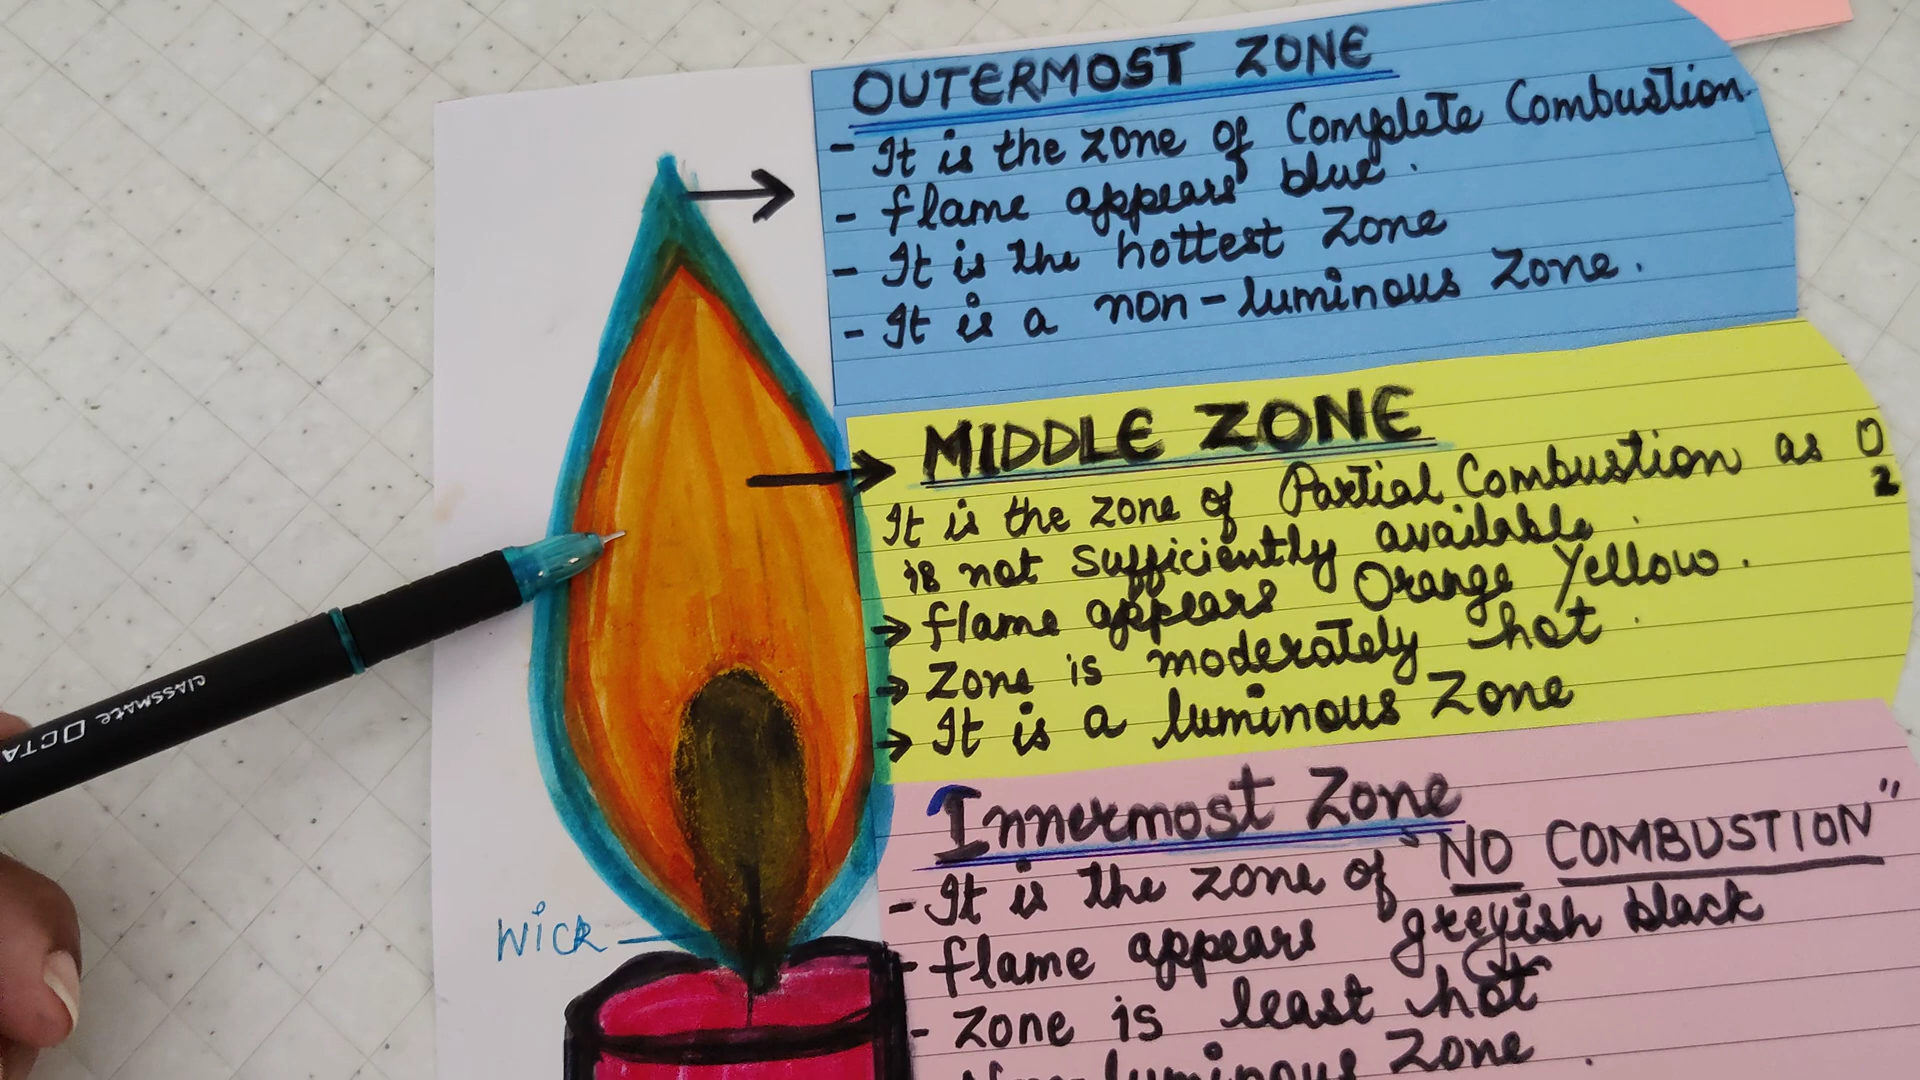 OUTERMOST ZONE
- It is the zone of Complete Combustion.
- flame appears blue.
- It is the hottest zone
- It is a non-luminous zone.
MIDDLE ZONE
It is the zone of Partial Combustion as O2
is not sufficiently available.
→ flame appears Orange Yellow.
→ Zone is moderately hot.
→ It is a luminous zone
Innermost Zone
- It is the zone of "NO COMBUSTION"
- flame appears greyish black
- Zone is least hot
Non-luminous Zone.
Wick
classmate OCTA